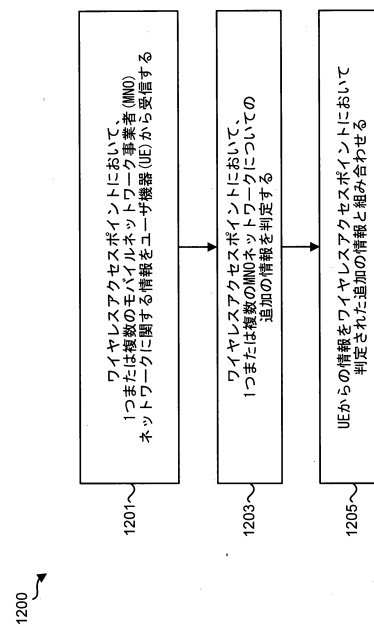 1200
ワイヤレスアクセスポイントにおいて、
1つまたは複数のモバイルネットワーク事業者(MNO)
ネットワークに関する情報をユーザ機器(UE)から受信する
1201
ワイヤレスアクセスポイントにおいて、
1つまたは複数のMNOネットワークについての
追加の情報を判定する
1203
UEからの情報をワイヤレスアクセスポイントにおいて
判定された追加の情報と組み合わせる
1205